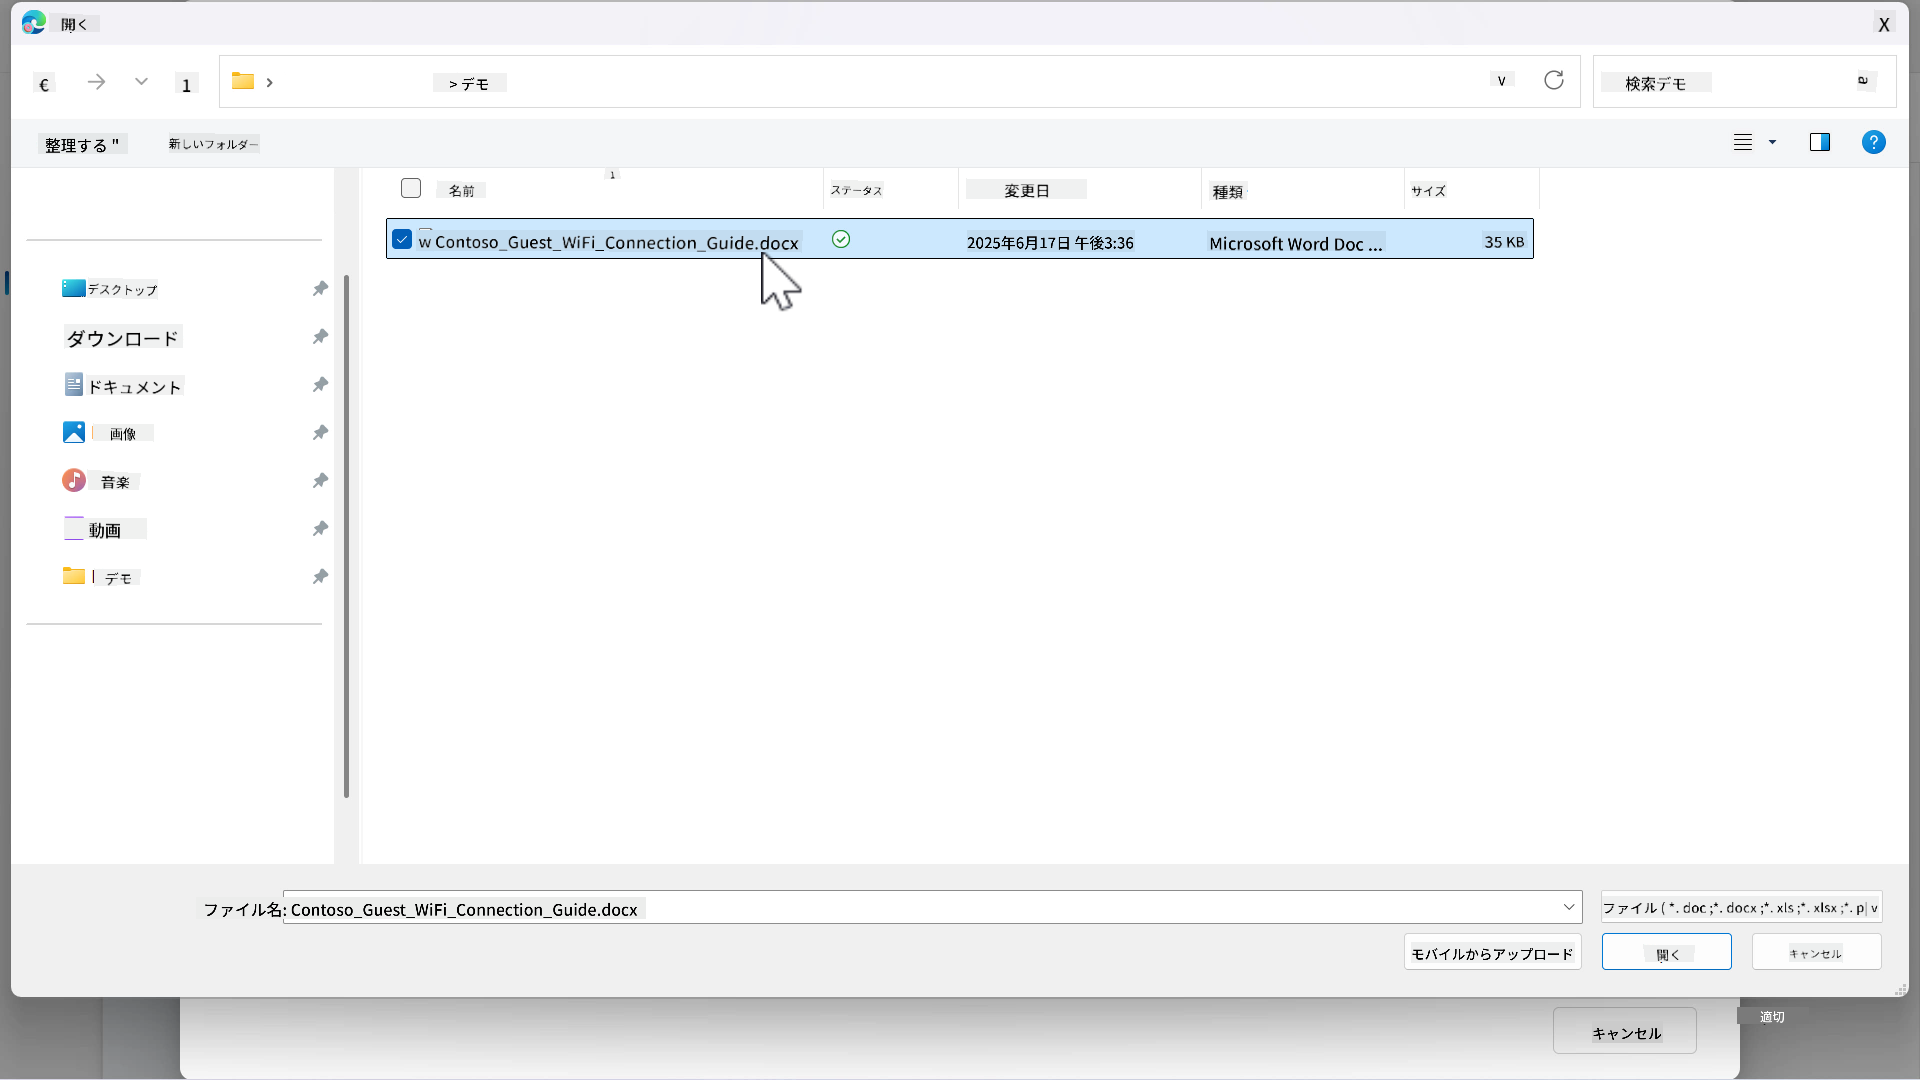 開く
X
€
1
> デモ
v
検索デモ
整理する "
新しいフォルダー
?
1
名前
ステータス
変更日
種類
サイズ
w Contoso_Guest_WiFi_Connection_Guide.docx
2025年6月17日 午後3:36
Microsoft Word Doc ...
35 KB
デスクトップ
ダウンロード
ドキュメント
画像
音楽
動画
デモ
ファイル名: Contoso_Guest_WiFi_Connection_Guide.docx
ファイル ( *. doc ;*. docx ;*. xls ;*. xlsx ;*. p| v
モバイルからアップロード
開く
キャンセル
適切
キャンセル